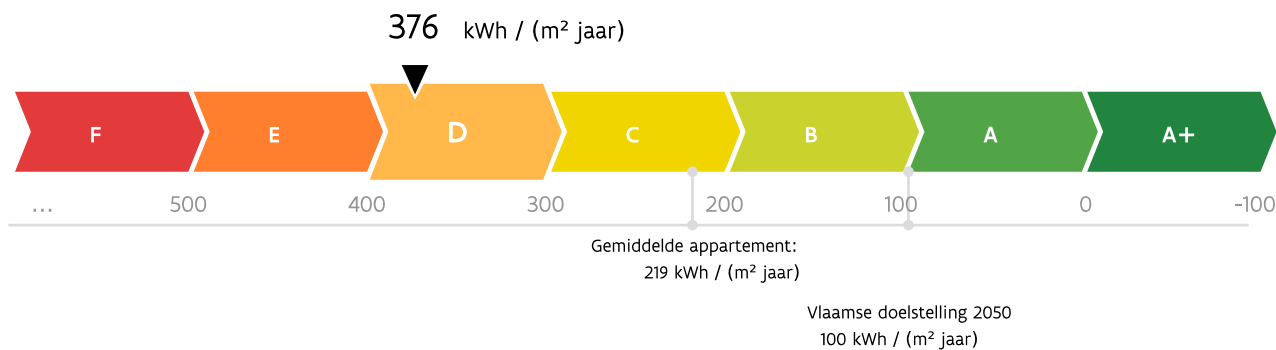 376 kWh / (m² jaar)
F E D C B A A+
... 500 400 300 200 100 0 -100
Gemiddelde appartement:
219 kWh / (m² jaar)
Vlaamse doelstelling 2050
100 kWh / (m² jaar)